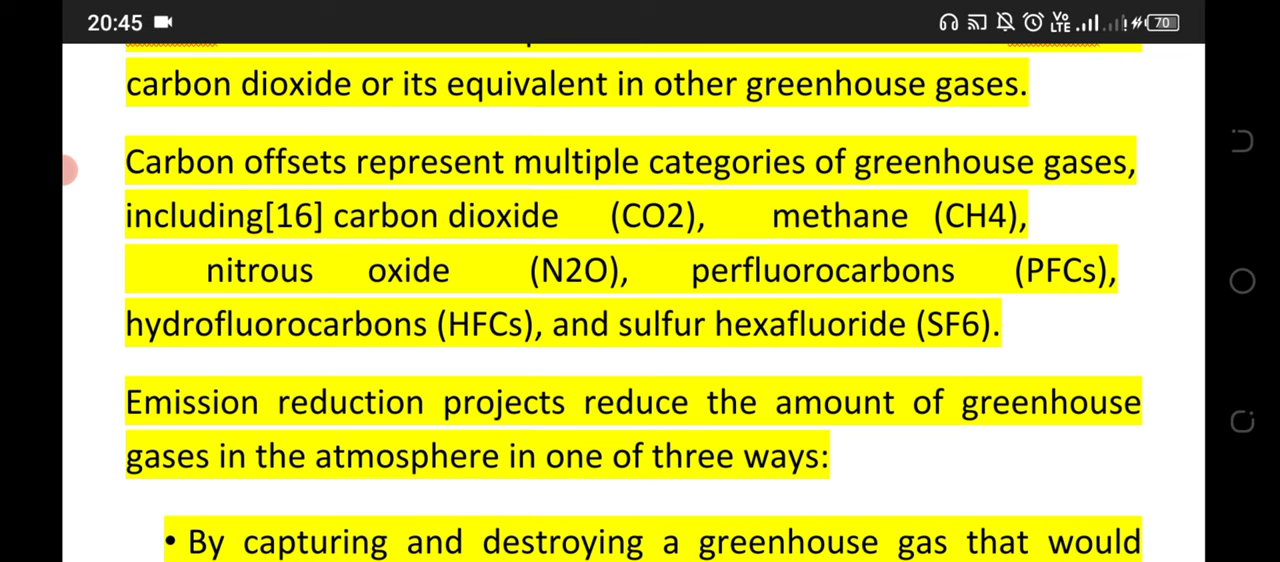 20:45 Vo LTE 70
carbon dioxide or its equivalent in other greenhouse gases.
Carbon offsets represent multiple categories of greenhouse gases,
including[16] carbon dioxide (CO2), methane (CH4),
nitrous oxide (N2O), perfluorocarbons (PFCs),
hydrofluorocarbons (HFCs), and sulfur hexafluoride (SF6).
Emission reduction projects reduce the amount of greenhouse
gases in the atmosphere in one of three ways:
• By capturing and destroying a greenhouse gas that would